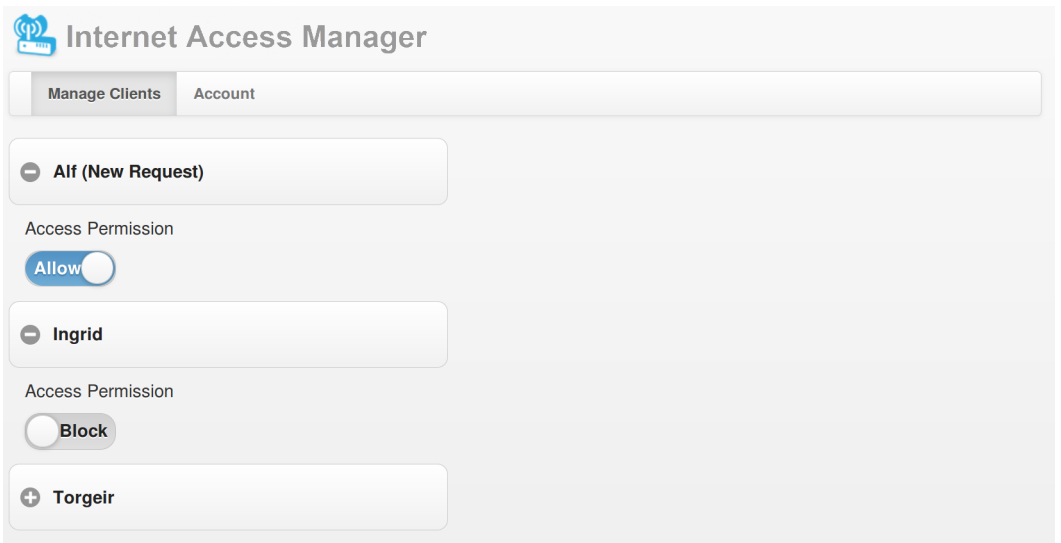 Internet Access Manager
Manage Clients Account
Alf (New Request)
Access Permission
Allow
Ingrid
Access Permission
Block
Torgeir